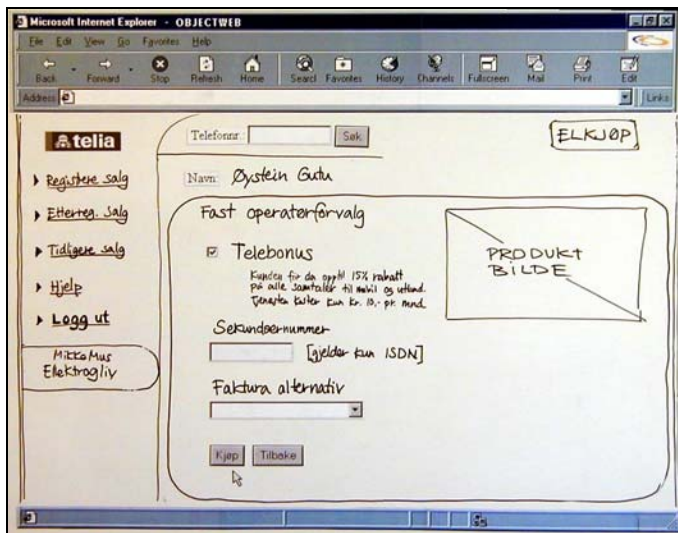 Microsoft Internet Explorer - OBJECTWEB
File Edit View Go Favorites Help
Back Forward Stop Refresh Home Search Favorites History Channels Fullscreen Mail Print Edit
Address Links
telia
Telefonnr.: Søk
ELKJØP
Navn: Øystein Gutu
Registrere salg
Etterreg. Salg
Tidligere salg
Hjelp
Logg ut
Mikke Mus
Elektrogliv
Fast operatørforvalg
Telebonus
Kunden får da opptil 15% rabatt
på alle samtaler til mobil og utland.
Tjenesten koster kun kr. 10,- pr. mnd.
PRODUKT
BILDE
Sekundærnummer
[gjelder kun ISDN]
Faktura alternativ
Kjøp Tilbake